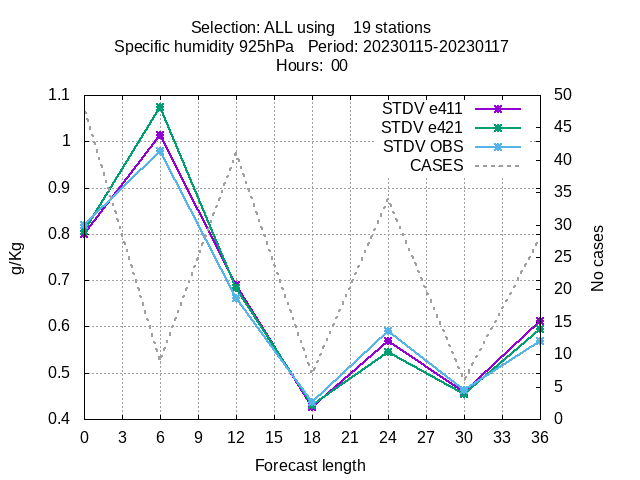 Selection: ALL using    19 stations
Specific humidity 925hPa   Period: 20230115-20230117
Hours:  00
STDV e411
STDV e421
STDV OBS
CASES
1.1
1
0.9
0.8
0.7
0.6
0.5
0.4
g/Kg
50
45
40
35
30
25
20
15
10
5
0
No cases
0 3 6 9 12 15 18 21 24 27 30 33 36
Forecast length